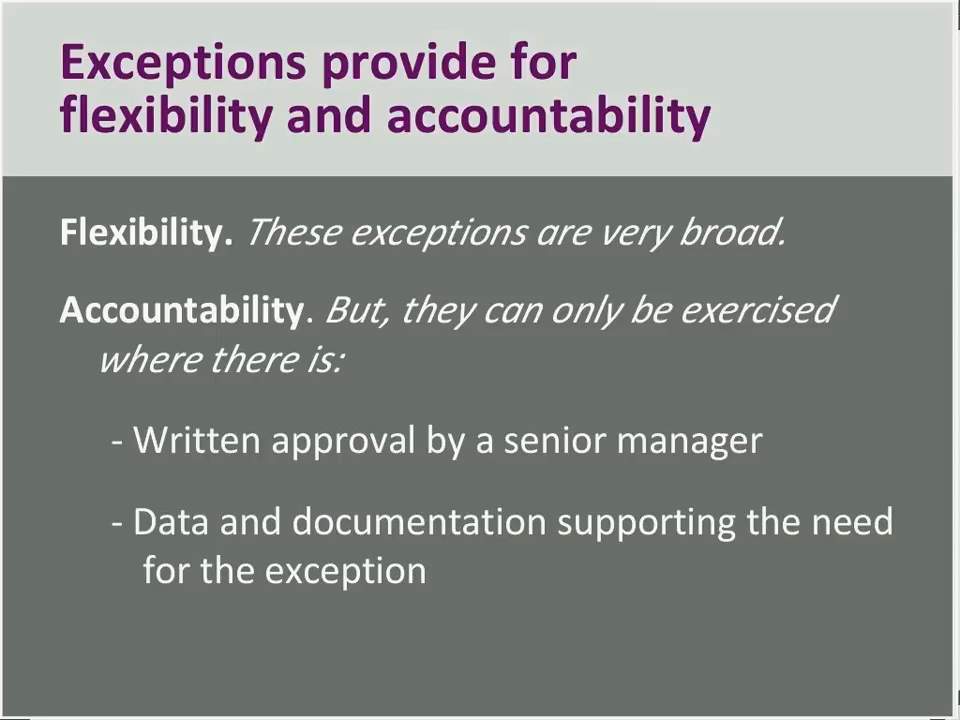 Exceptions provide for
flexibility and accountability
Flexibility. These exceptions are very broad.
Accountability. But, they can only be exercised
where there is:
- Written approval by a senior manager
- Data and documentation supporting the need
for the exception